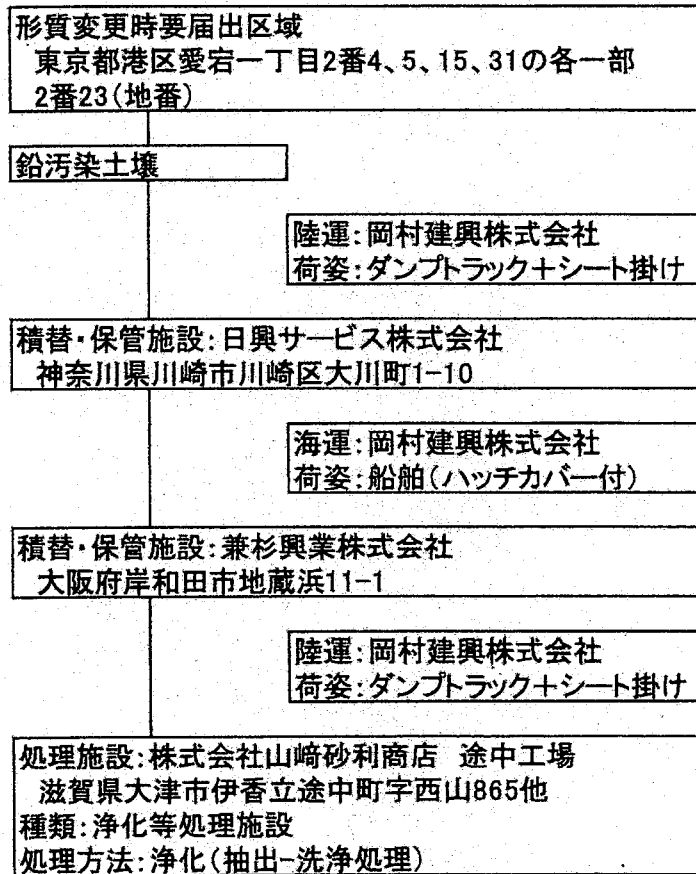 形質変更時要届出区域
東京都港区愛宕一丁目2番4、5、15、31の各一部
2番23(地番)
鉛汚染土壌
陸運:岡村建興株式会社
荷姿:ダンプトラック+シート掛け
積替・保管施設:日興サービス株式会社
神奈川県川崎市川崎区大川町1-10
海運:岡村建興株式会社
荷姿:船舶(ハッチカバー付)
積替・保管施設:兼杉興業株式会社
大阪府岸和田市地蔵浜11-1
陸運:岡村建興株式会社
荷姿:ダンプトラック+シート掛け
処理施設:株式会社山﨑砂利商店 途中工場
滋賀県大津市伊香立途中町字西山865他
種類:浄化等処理施設
処理方法:浄化(抽出-洗浄処理)